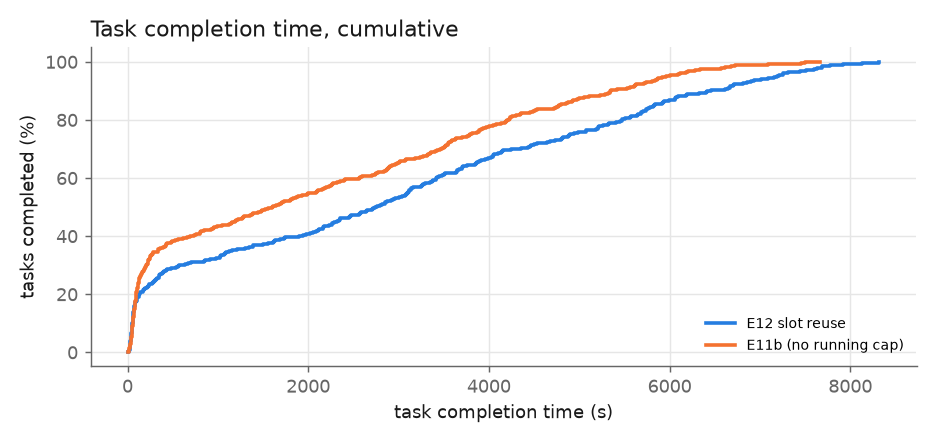 Task completion time, cumulative
tasks completed (%)
100
80
60
40
20
0
0 2000 4000 6000 8000
task completion time (s)
E12 slot reuse
E11b (no running cap)